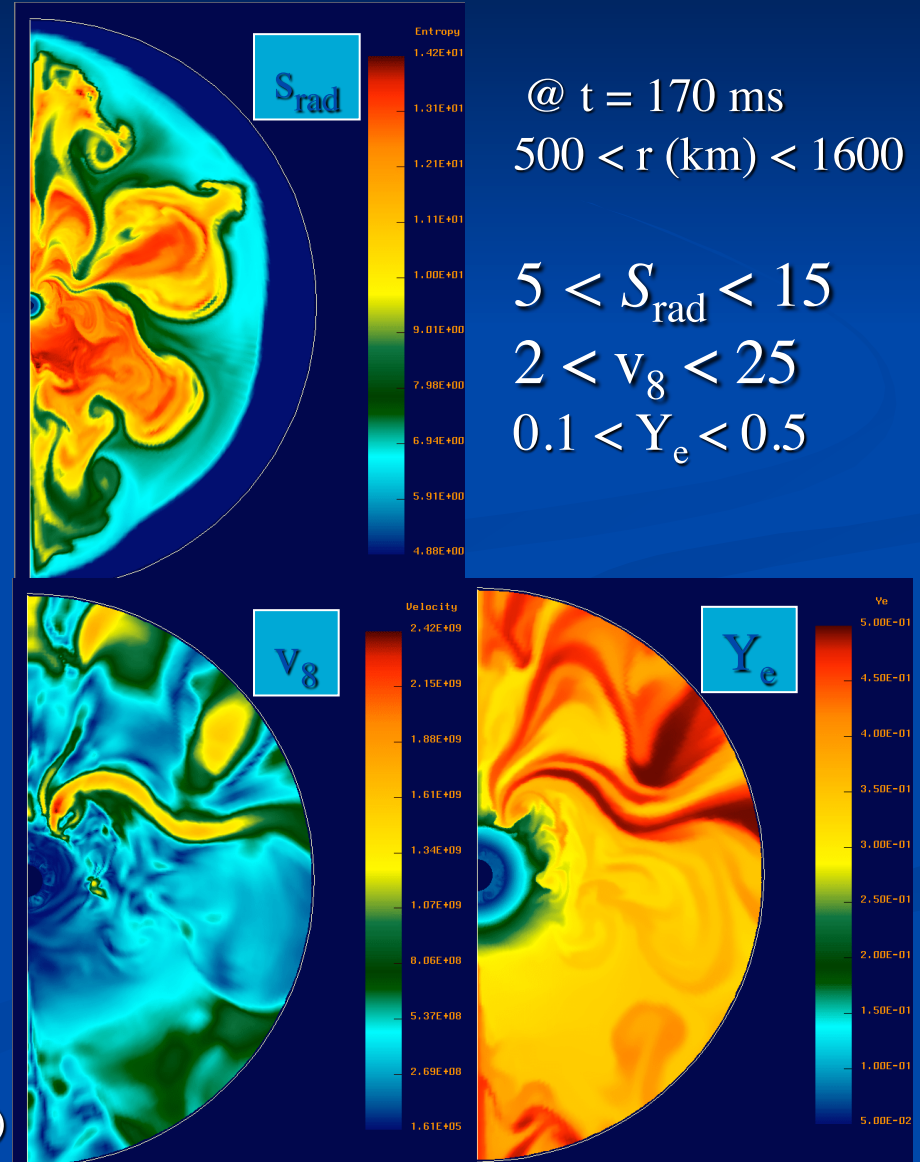 Entropy
1.42E+01
1.31E+01
1.21E+01
1.11E+01
1.00E+01
9.01E+00
7.98E+00
6.94E+00
5.91E+00
4.88E+00
Srad
@ t = 170 ms
500 < r (km) < 1600
5 < Srad < 15
2 < v8 < 25
0.1 < Ye < 0.5
Velocity
2.42E+09
2.15E+09
1.88E+09
1.61E+09
1.34E+09
1.07E+09
8.06E+08
5.37E+08
2.69E+08
1.61E+05
v8
Ye
5.00E-01
4.50E-01
4.00E-01
3.50E-01
3.00E-01
2.50E-01
2.00E-01
1.50E-01
1.00E-01
5.00E-02
Ye
)